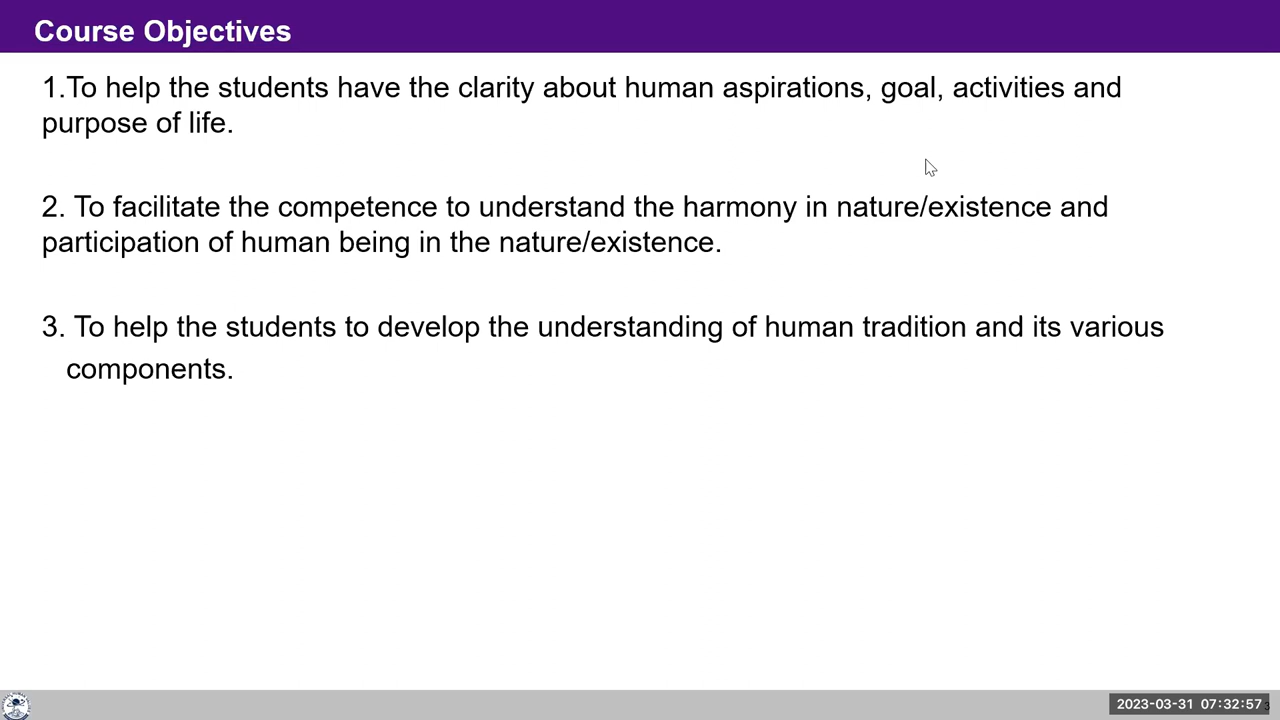 Course Objectives
1.To help the students have the clarity about human aspirations, goal, activities and
purpose of life.
2. To facilitate the competence to understand the harmony in nature/existence and
participation of human being in the nature/existence.
3. To help the students to develop the understanding of human tradition and its various
components.
2023-03-31 07:32:57
3